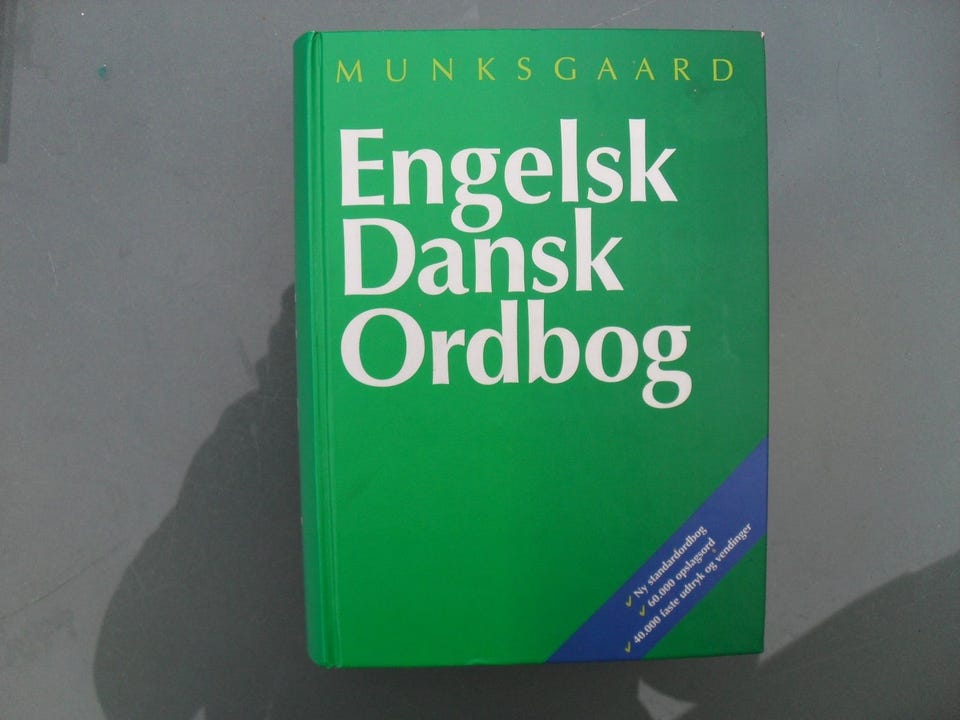 MUNKSGAARD
Engelsk
Dansk
Ordbog
✓ Ny standardordbog
✓ 60.000 opslagsord
✓ 40.000 faste udtryk og vendinger